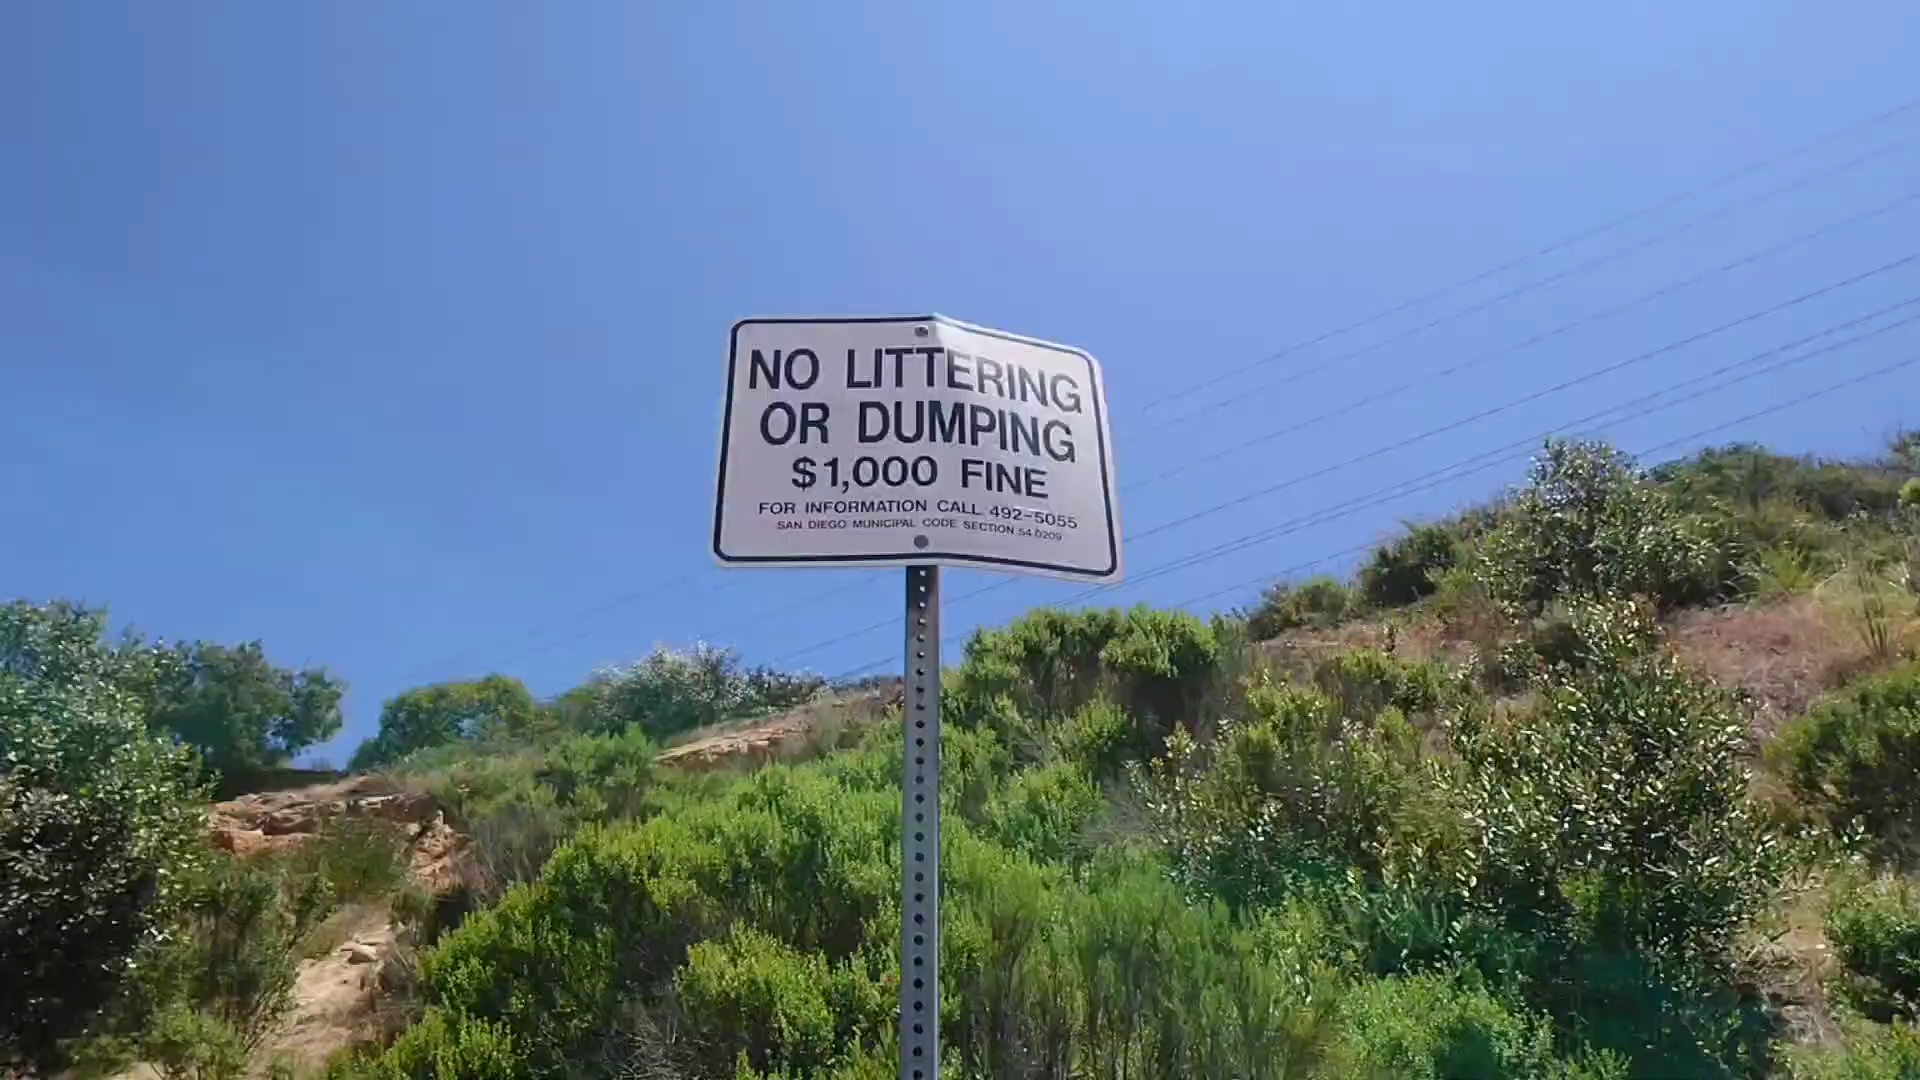 NO LITTERING
OR DUMPING
$1,000 FINE
FOR INFORMATION CALL 492-5055
SAN DIEGO MUNICIPAL CODE SECTION 54.0209